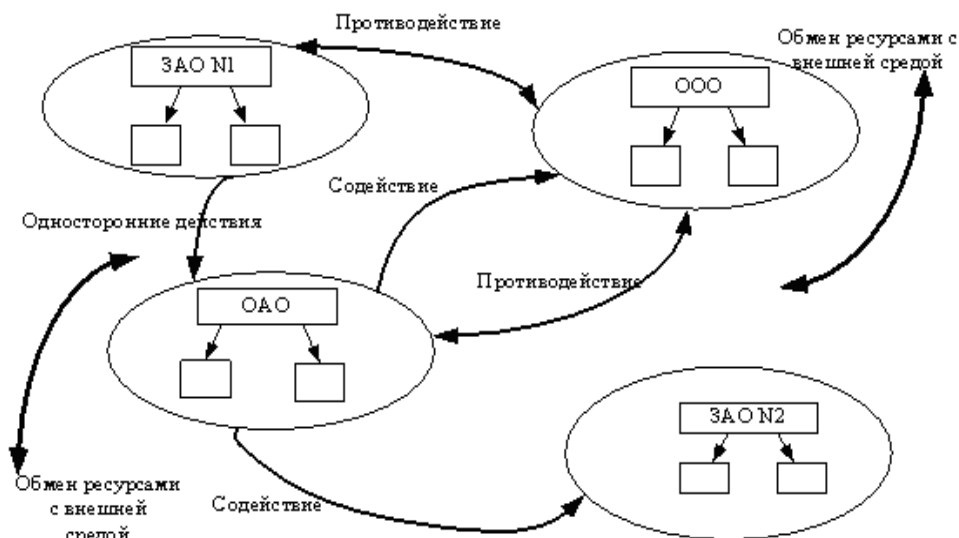 Противодействие
Обмен ресурсами с
внешней средой
ЗАО N1
ООО
Содействие
Односторонние действия
Противодействие
ОАО
ЗАО N2
Обмен ресурсами
с внешней
средой
Содействие